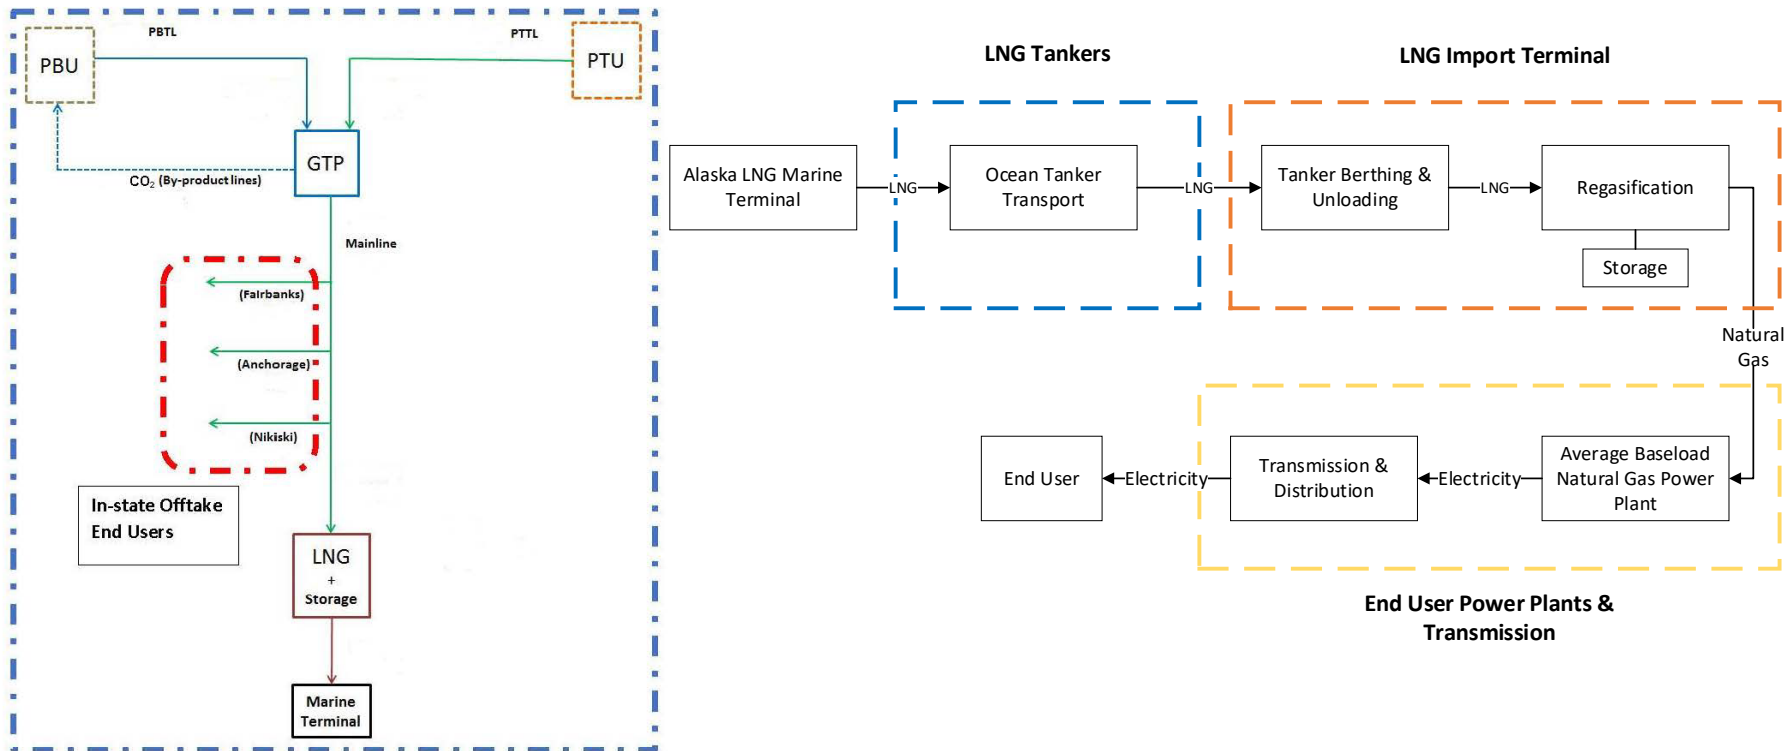 PBTL
PTTL
PBU
PTU
GTP
CO₂ (By-product lines)
Mainline
(Fairbanks)
(Anchorage)
(Nikiski)
In-state Offtake
End Users
LNG
+
Storage
Marine
Terminal
LNG Tankers
LNG Import Terminal
Alaska LNG Marine
Terminal
LNG
Ocean Tanker
Transport
LNG
Tanker Berthing &
Unloading
LNG
Regasification
Storage
Natural
Gas
End User
Electricity
Transmission &
Distribution
Electricity
Average Baseload
Natural Gas Power
Plant
End User Power Plants &
Transmission